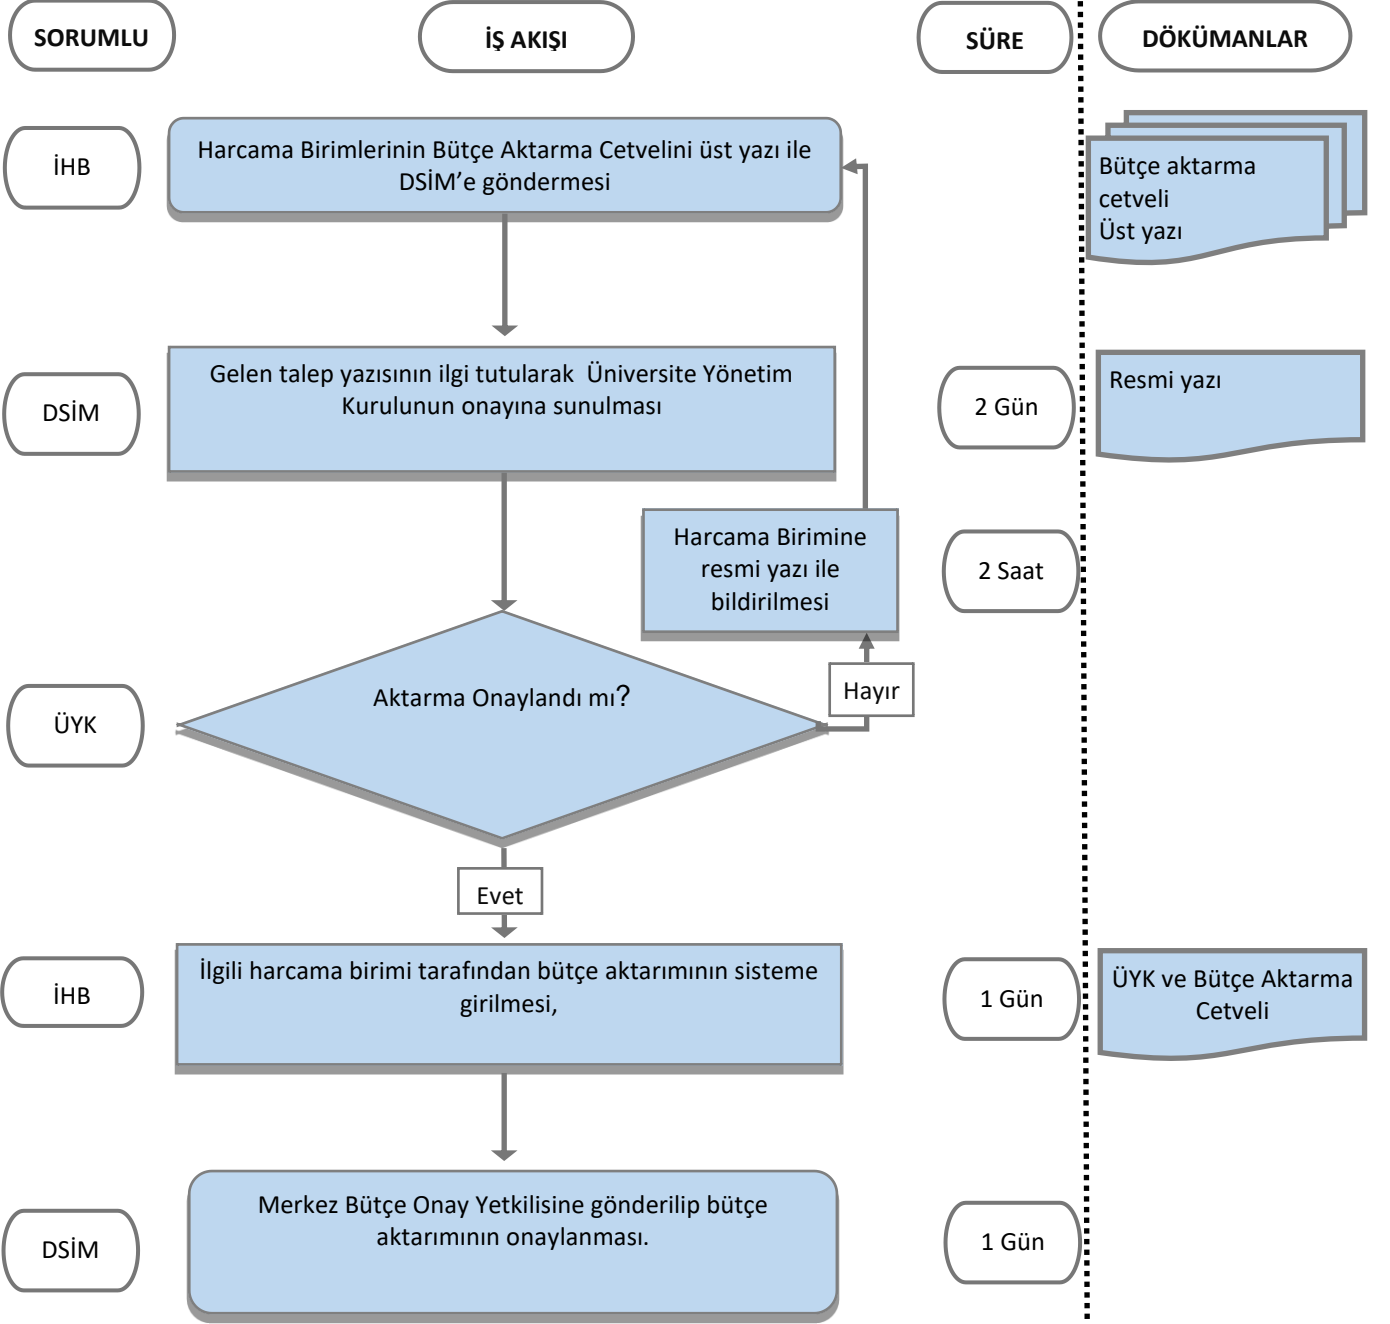 SORUMLU
İŞ AKIŞI
SÜRE
DÖKÜMANLAR
İHB
Harcama Birimlerinin Bütçe Aktarma Cetvelini üst yazı ile
DSİM’e göndermesi
Bütçe aktarma
cetveli
Üst yazı
DSİM
Gelen talep yazısının ilgi tutularak  Üniversite Yönetim
Kurulunun onayına sunulması
2 Gün
Resmi yazı
Harcama Birimine
resmi yazı ile
bildirilmesi
2 Saat
ÜYK
Aktarma Onaylandı mı?
Hayır
Evet
İHB
İlgili harcama birimi tarafından bütçe aktarımının sisteme
girilmesi,
1 Gün
ÜYK ve Bütçe Aktarma
Cetveli
DSİM
Merkez Bütçe Onay Yetkilisine gönderilip bütçe
aktarımının onaylanması.
1 Gün